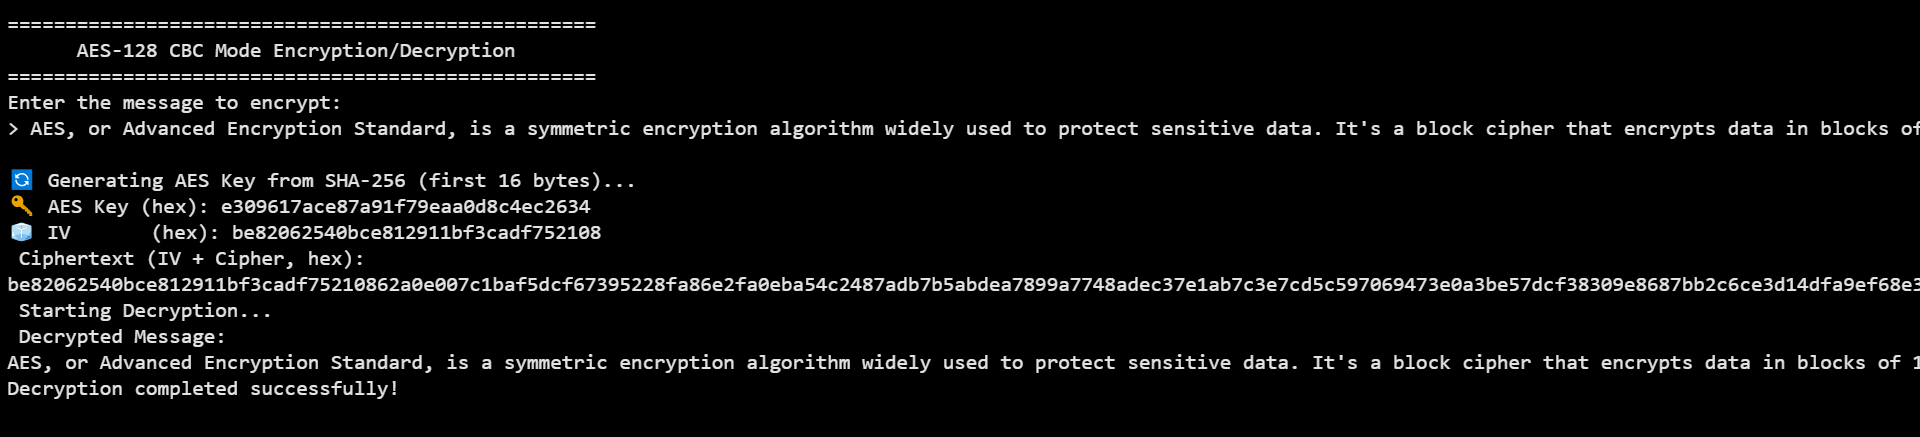 ===================================================
AES-128 CBC Mode Encryption/Decryption
===================================================
Enter the message to encrypt:
> AES, or Advanced Encryption Standard, is a symmetric encryption algorithm widely used to protect sensitive data. It's a block cipher that encrypts data in blocks of
Generating AES Key from SHA-256 (first 16 bytes)...
AES Key (hex): e309617ace87a91f79eaa0d8c4ec2634
IV       (hex): be82062540bce812911bf3cadf752108
Ciphertext (IV + Cipher, hex):
be82062540bce812911bf3cadf75210862a0e007c1baf5dcf67395228fa86e2fa0eba54c2487adb7b5abdea7899a7748adec37e1ab7c3e7cd5c597069473e0a3be57dcf38309e8687bb2c6ce3d14dfa9ef68e3
Starting Decryption...
Decrypted Message:
AES, or Advanced Encryption Standard, is a symmetric encryption algorithm widely used to protect sensitive data. It's a block cipher that encrypts data in blocks of 1
Decryption completed successfully!